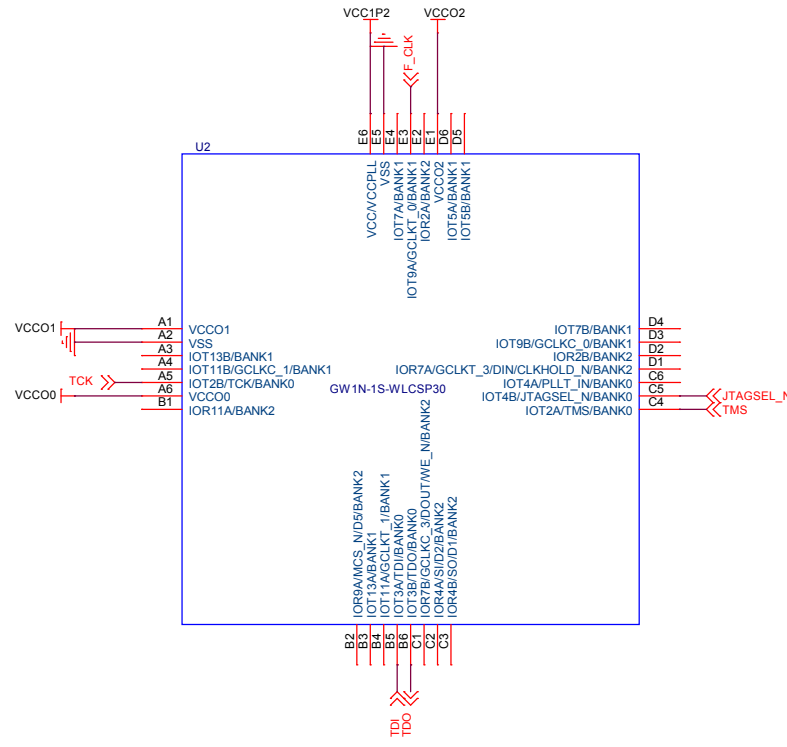 VCC1P2
VCCO2
F_CLK
E6
E5
E4
E3
E2
E1
D6
D5
U2
VCC/VCCPLL
VSS
IOT7A/BANK1
IOT9A/GCLKT_0/BANK1
IOR2A/BANK2
VCCO2
IOT5A/BANK1
IOT5B/BANK1
VCCO1
A1 VCCO1
A2 VSS
A3 IOT13B/BANK1
A4 IOT11B/GCLKC_1/BANK1
TCK A5 IOT2B/TCK/BANK0
VCCO0 A6 VCCO0
B1 IOR11A/BANK2
IOT7B/BANK1 D4
IOT9B/GCLKC_0/BANK1 D3
IOR2B/BANK2 D2
IOR7A/GCLKT_3/DIN/CLKHOLD_N/BANK2 D1
IOT4A/PLLT_IN/BANK0 C6
IOT4B/JTAGSEL_N/BANK0 C5 JTAGSEL_N
IOT2A/TMS/BANK0 C4 TMS
GW1N-1S-WLCSP30
IOR9A/MCS_N/D5/BANK2
IOT13A/BANK1
IOT11A/GCLKT_1/BANK1
IOT3A/TDI/BANK0
IOT3B/TDO/BANK0
IOR7B/GCLKC_3/DOUT/WE_N/BANK2
IOR4A/SI/D2/BANK2
IOR4B/SO/D1/BANK2
B2
B3
B4
B5
B6
C1
C2
C3
TDI
TDO